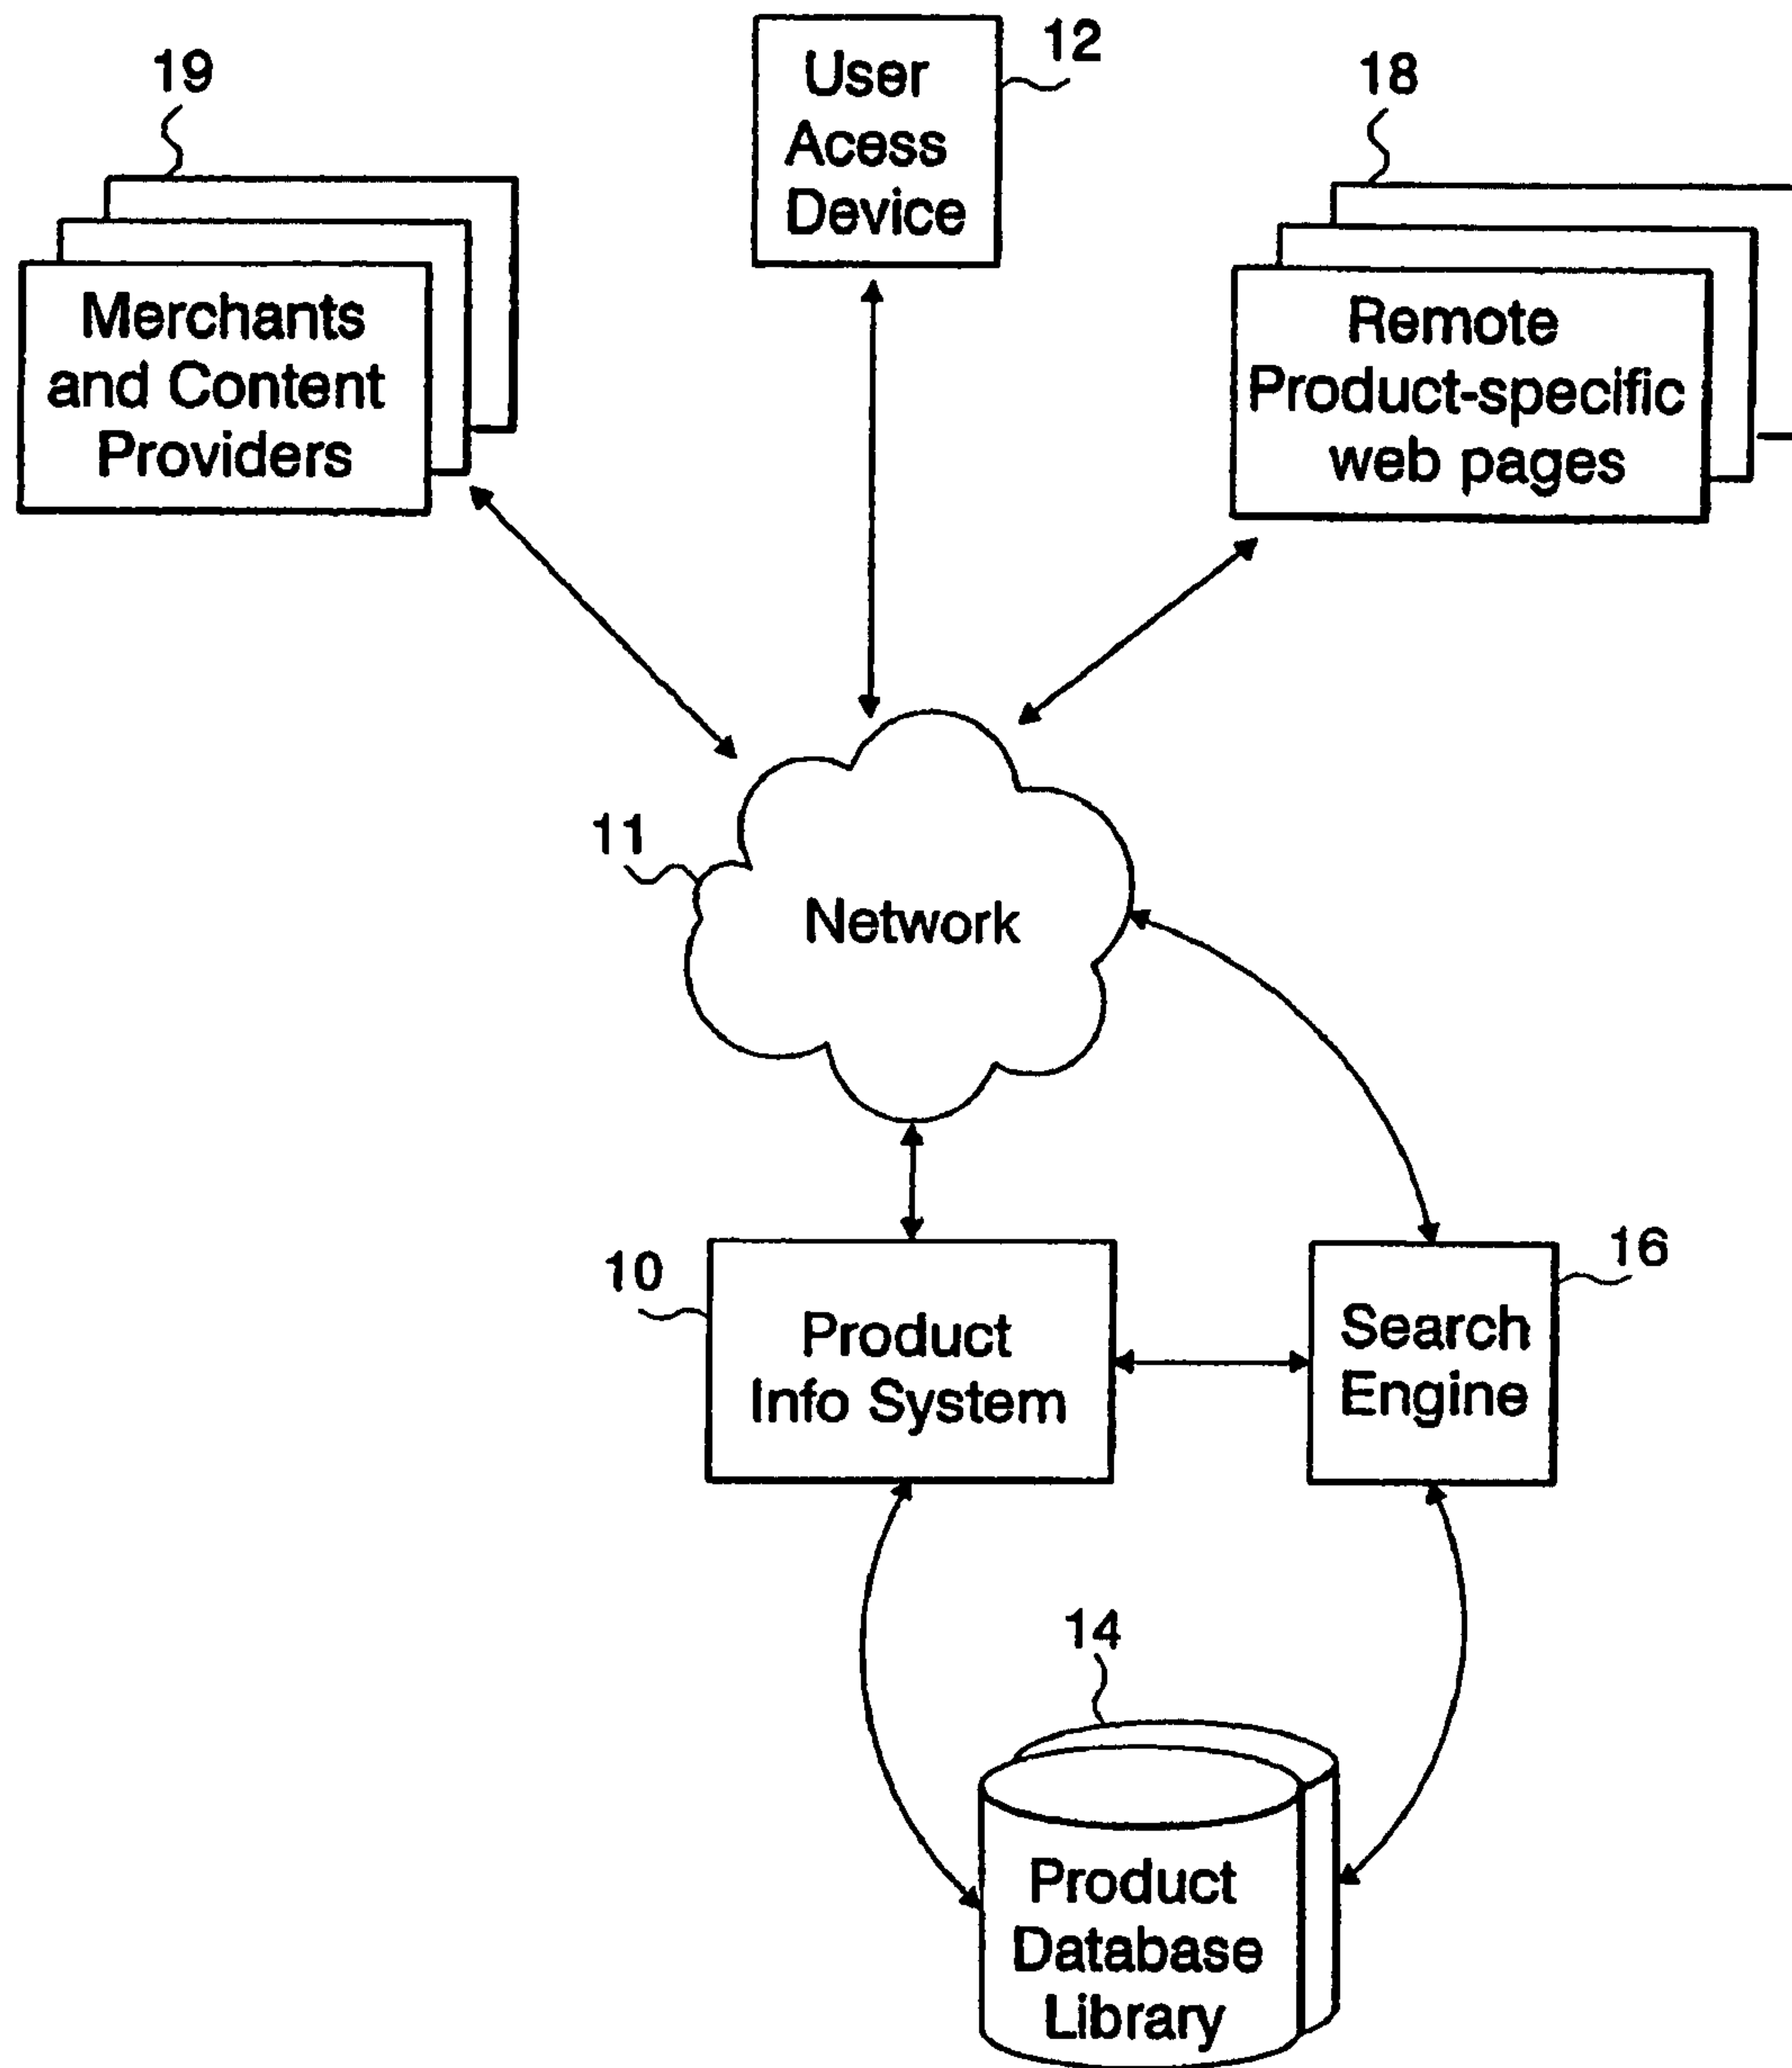 19
12
18
User
Acess
Device
Merchants
and Content
Providers
Remote
Product-specific
web pages
11
Network
10
16
Product
Info System
Search
Engine
14
Product
Database
Library